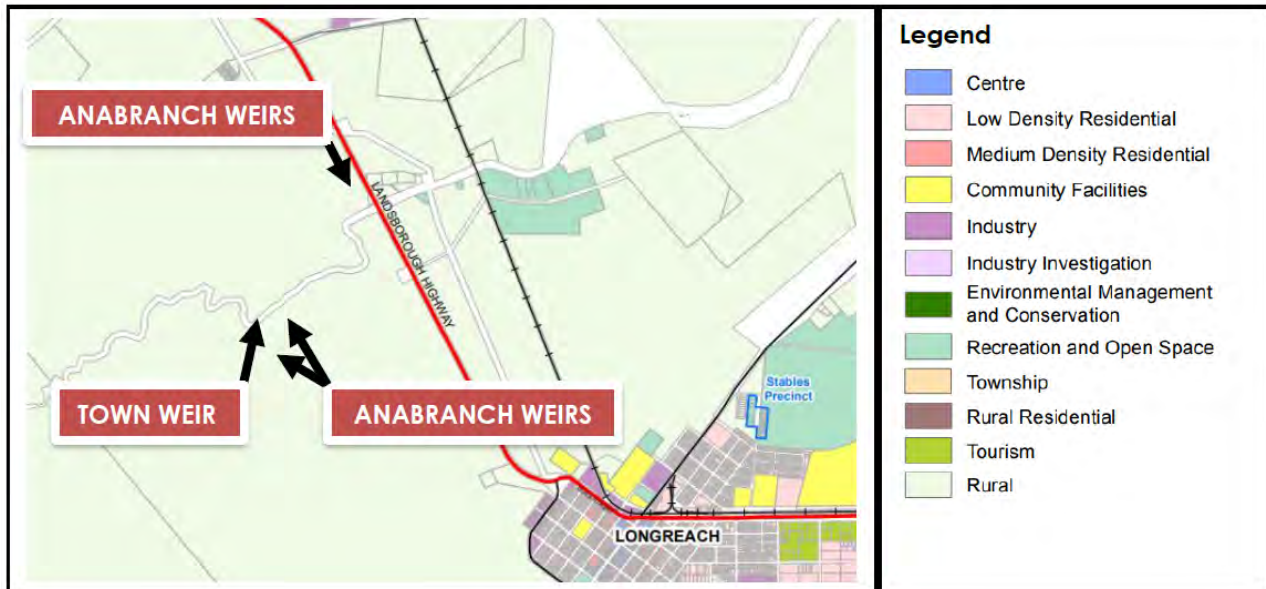 ANABRANCH WEIRS
LANDSBOROUGH HIGHWAY
TOWN WEIR
ANABRANCH WEIRS
Stables
Precinct
LONGREACH
Legend
Centre
Low Density Residential
Medium Density Residential
Community Facilities
Industry
Industry Investigation
Environmental Management
and Conservation
Recreation and Open Space
Township
Rural Residential
Tourism
Rural